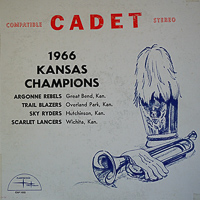 COMPATIBLE CADET STEREO
1966
KANSAS
CHAMPIONS
ARGONNE REBELS Great Bend, Kan.
TRAIL BLAZERS Overland Park, Kan.
SKY RYDERS Hutchinson, Kan.
SCARLET LANCERS Wichita, Kan.